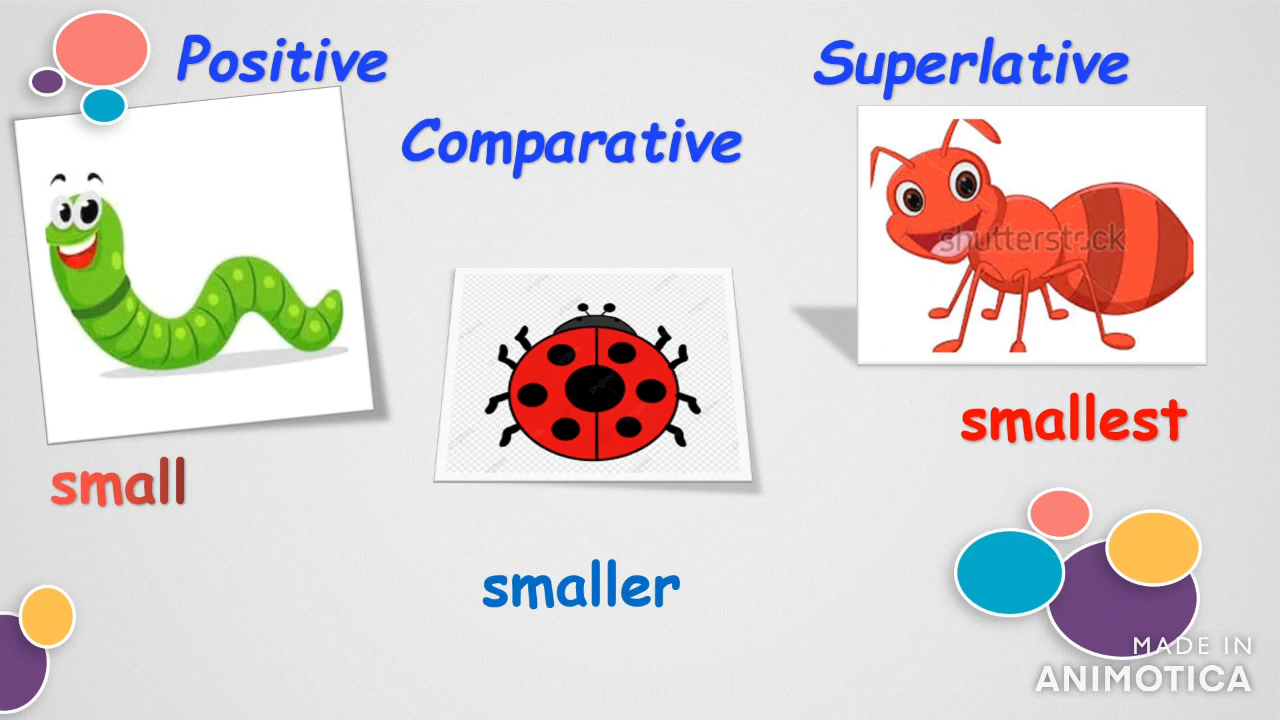 Positive
Comparative
Superlative
shutterstock
small
smaller
smallest
MADE IN
ANIMOTICA